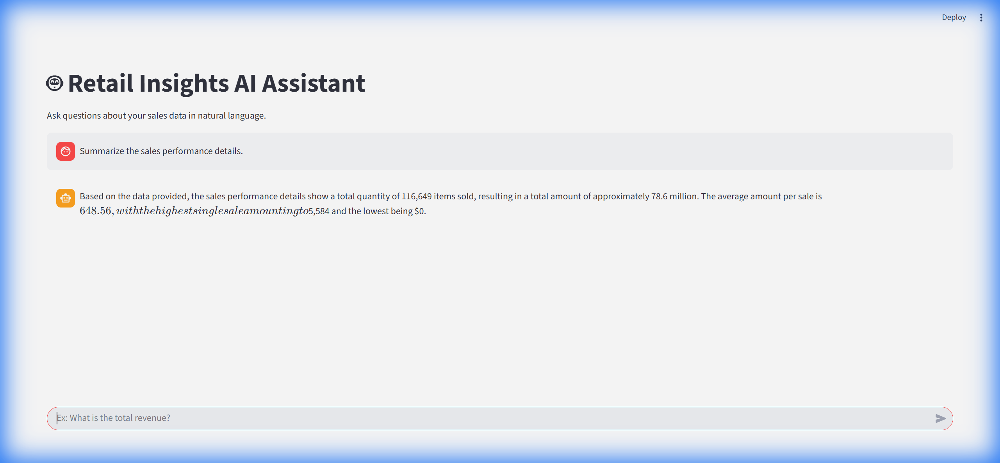 Deploy
Retail Insights AI Assistant
Ask questions about your sales data in natural language.
Summarize the sales performance details.
Based on the data provided, the sales performance details show a total quantity of 116,649 items sold, resulting in a total amount of approximately 78.6 million. The average amount per sale is
648.56, withthehighestsinglesaleamountingto5,584 and the lowest being $0.
Ex: What is the total revenue?